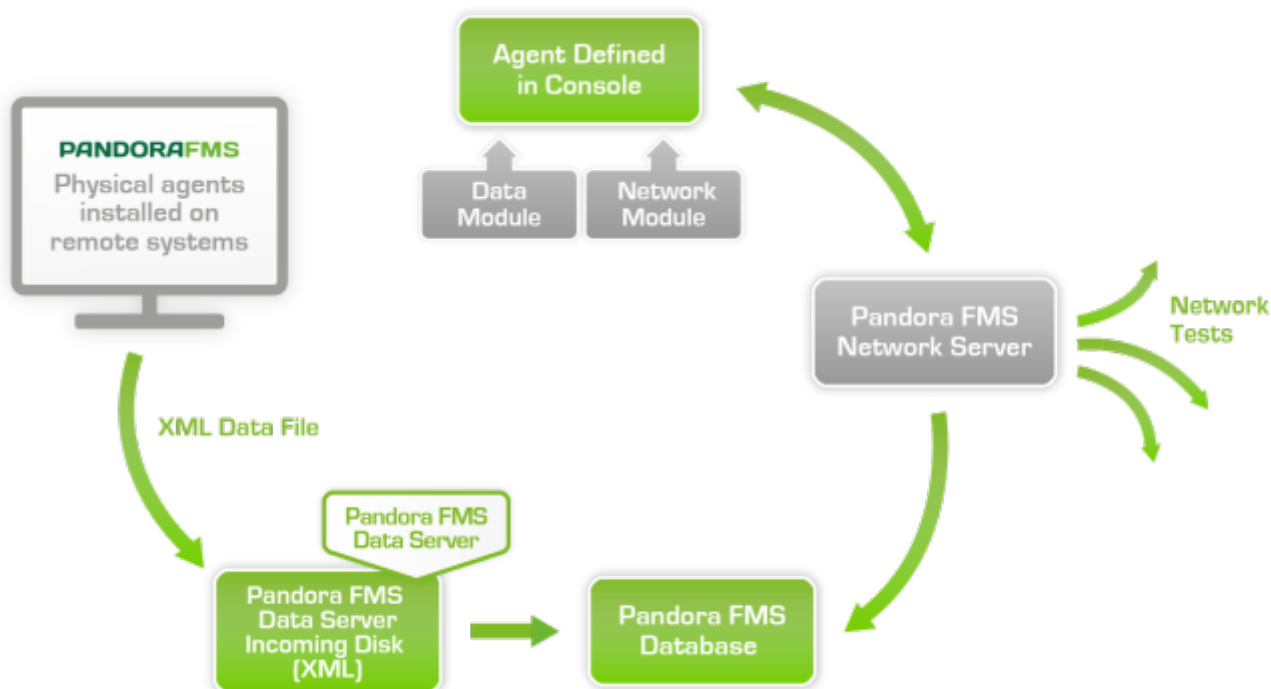 Agent Defined
in Console
PANDORAFMS
Physical agents
installed on
remote systems
Data
Module
Network
Module
Pandora FMS
Network Server
Network
Tests
XML Data File
Pandora FMS
Data Server
Pandora FMS
Data Server
Incoming Disk
(XML)
Pandora FMS
Database